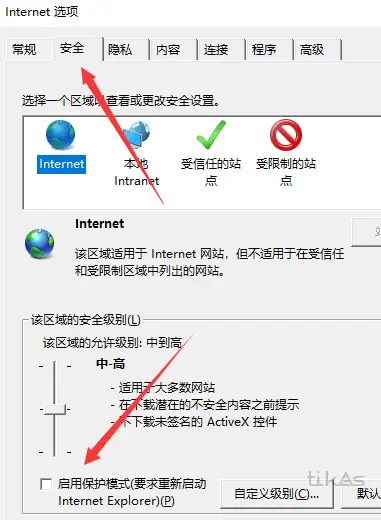 Internet 选项
常规 安全 隐私 内容 连接 程序 高级
选择一个区域以查看或更改安全设置。
Internet 本地 Intranet 受信任的站点 受限制的站点
Internet
该区域适用于 Internet 网站，但不适用于在受信任
和受限制区域中列出的网站。
该区域的安全级别(L)
该区域的允许级别: 中到高
中-高
- 适用于大多数网站
- 在下载潜在的不安全内容之前提示
- 不下载未签名的 ActiveX 控件
启用保护模式(要求重新启动
Internet Explorer)(P)
自定义级别(C)... 默认
tikAs